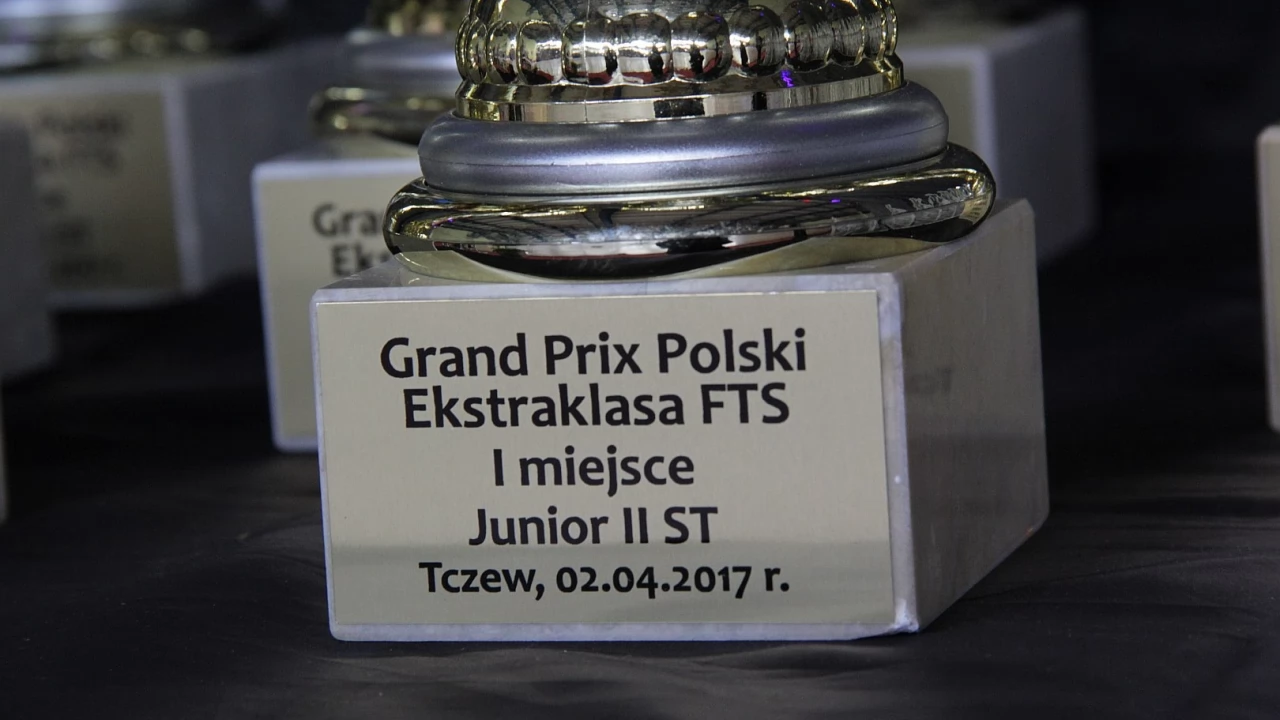 Grand Prix Polski
Ekstraklasa FTS
I miejsce
Junior II ST
Tczew, 02.04.2017 r.